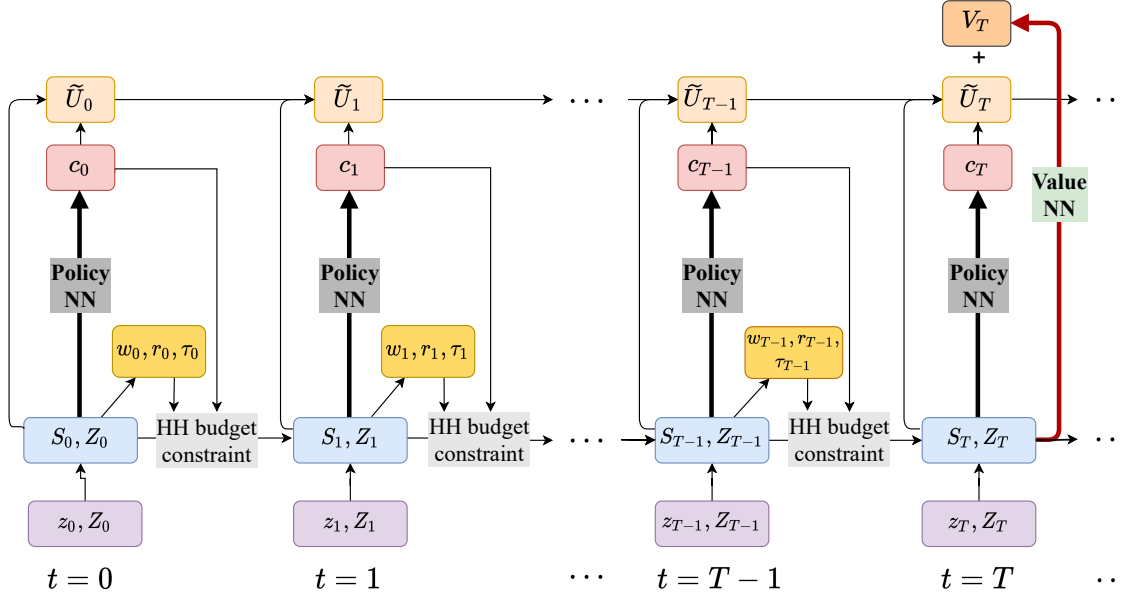 V_T
+
Ũ_0 Ũ_1 ··· Ũ_{T−1} Ũ_T ··
c_0 c_1 c_{T−1} c_T
Value
NN
Policy
NN
Policy
NN
Policy
NN
Policy
NN
w_0, r_0, τ_0
w_1, r_1, τ_1
w_{T−1}, r_{T−1},
τ_{T−1}
S_0, Z_0
HH budget
constraint
S_1, Z_1
HH budget
constraint
···
S_{T−1}, Z_{T−1}
HH budget
constraint
S_T, Z_T
··
z_0, Z_0
z_1, Z_1
z_{T−1}, Z_{T−1}
z_T, Z_T
t = 0 t = 1 ··· t = T − 1 t = T ··